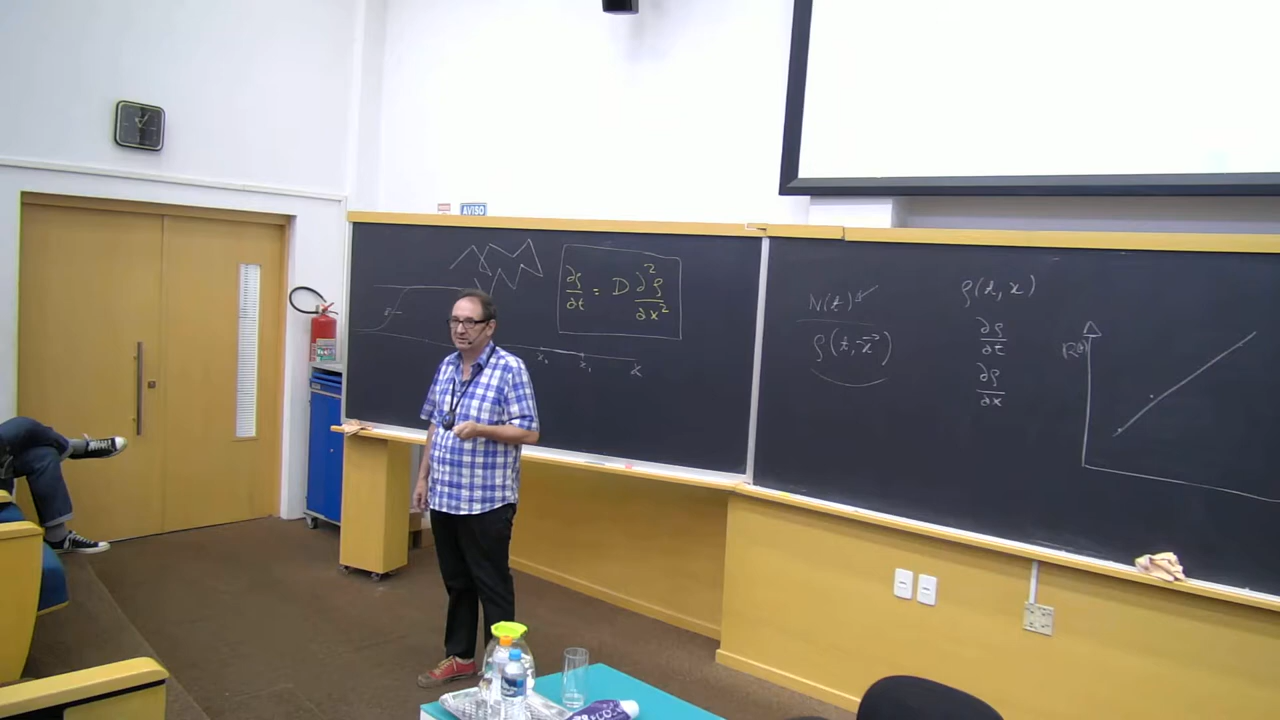 AVISO
∂ρ/∂t = D ∂²ρ/∂x²
x₀ x₁ x
N(t)
ρ(t, x⃗)
ρ(t, x)
∂ρ/∂t
∂ρ/∂x
R(t)